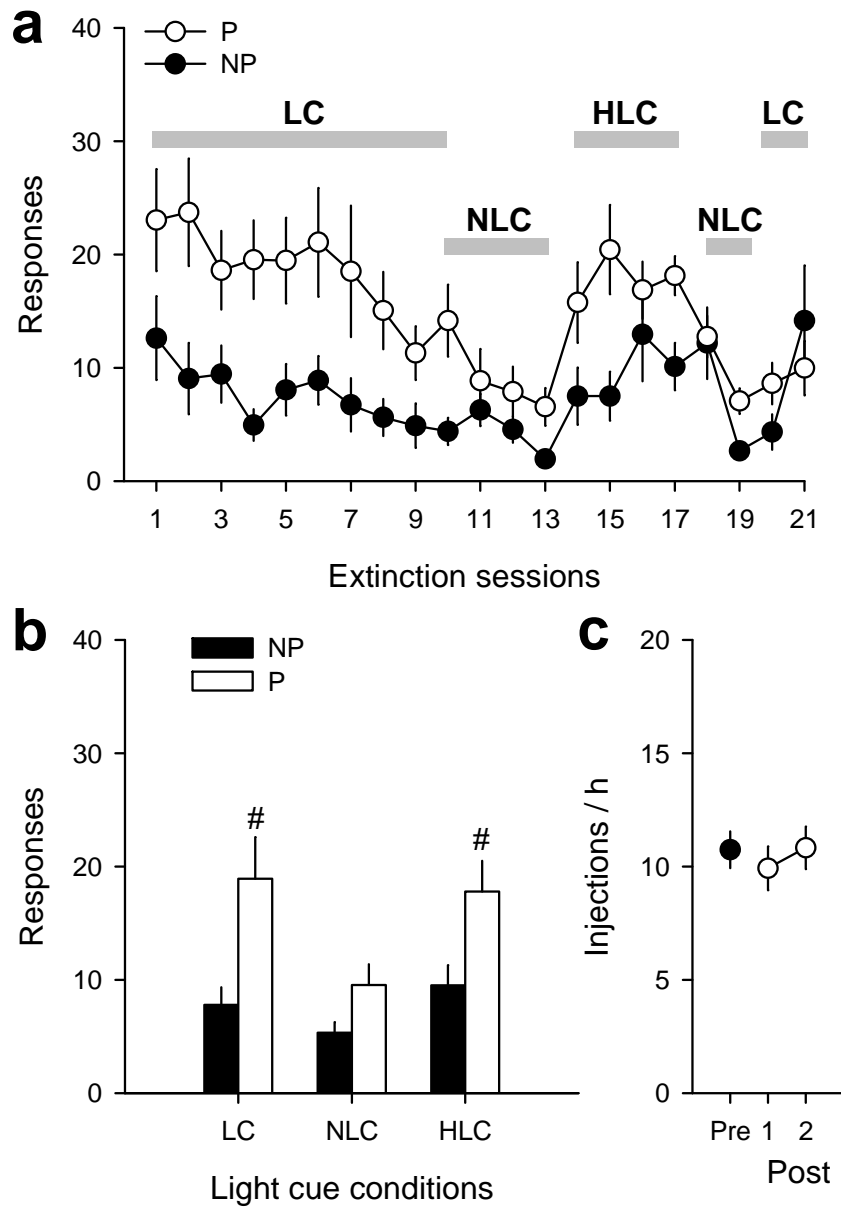 a
P
NP
LC
HLC
LC
NLC
NLC
40
30
20
10
0
Responses
1 3 5 7 9 11 13 15 17 19 21
Extinction sessions
b
NP
P
40
30
20
10
0
Responses
#
#
LC NLC HLC
Light cue conditions
c
20
15
10
5
0
Injections / h
Pre 1 2
Post